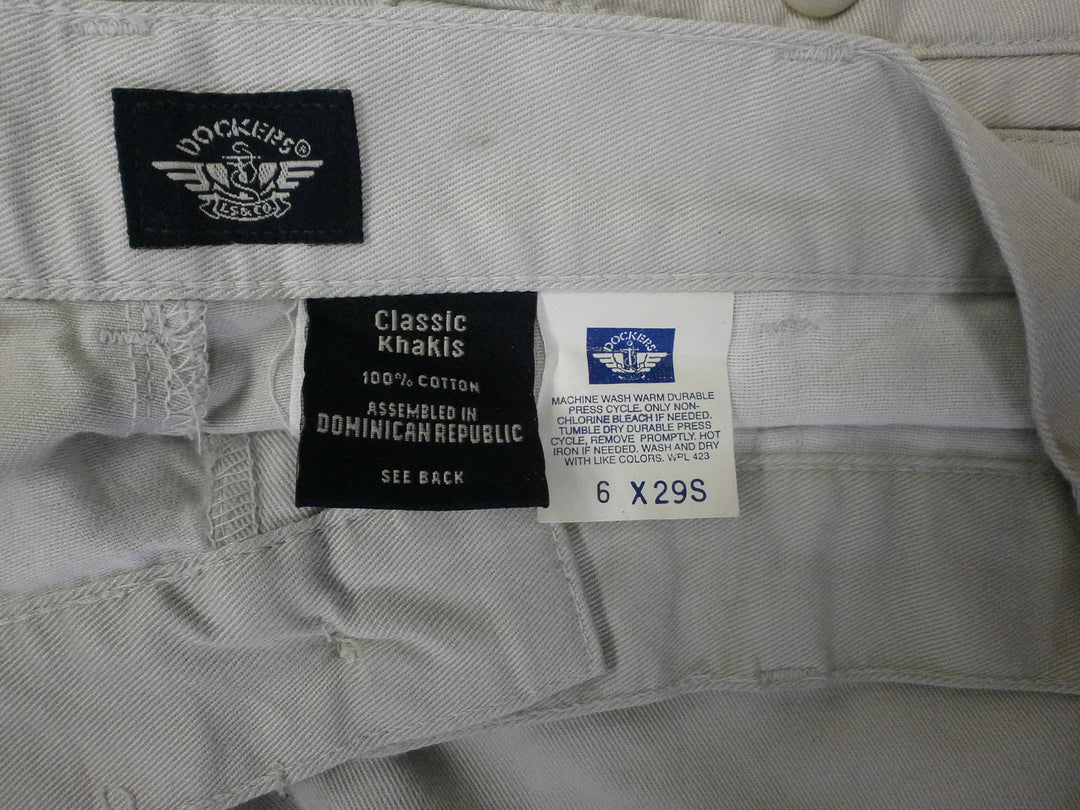 DOCKERS®
LS&CO.
Classic
Khakis
100% COTTON
ASSEMBLED IN
DOMINICAN REPUBLIC
SEE BACK
DOCKERS
MACHINE WASH WARM DURABLE
PRESS CYCLE. ONLY NON-
CHLORINE BLEACH IF NEEDED.
TUMBLE DRY DURABLE PRESS
CYCLE, REMOVE PROMPTLY. HOT
IRON IF NEEDED. WASH AND DRY
WITH LIKE COLORS. WPL 423
6 X 29S